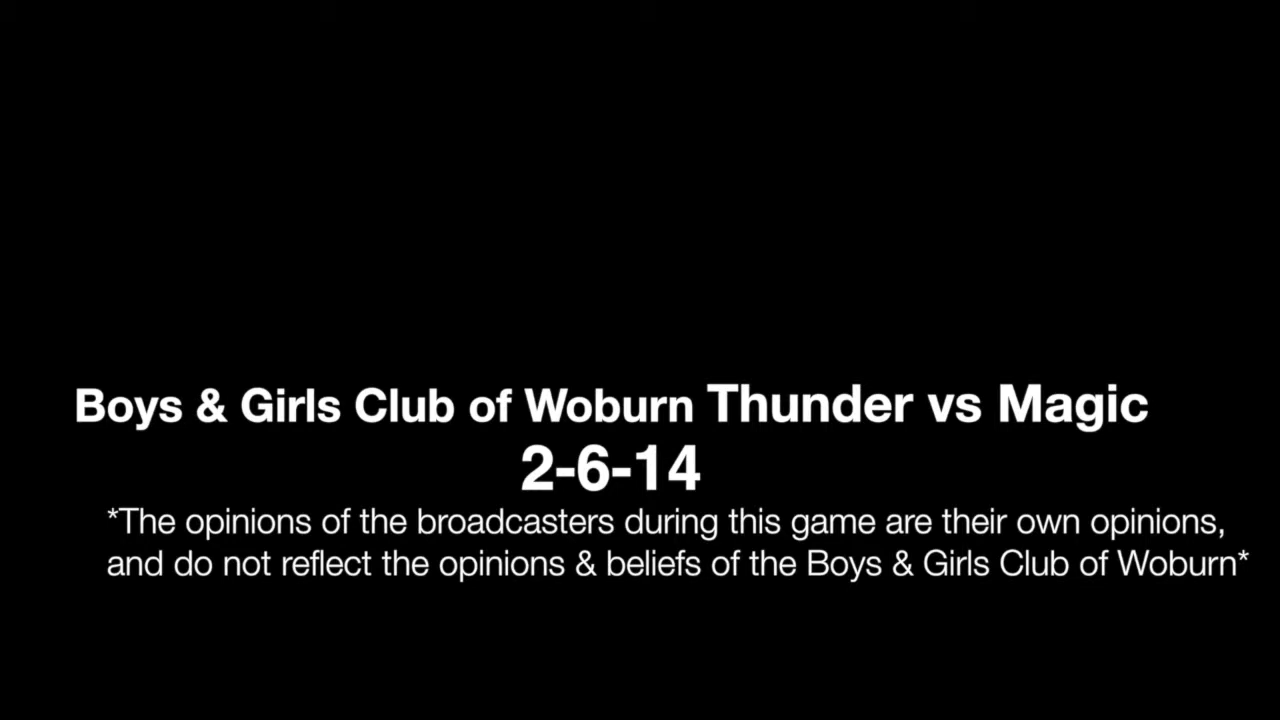 Boys & Girls Club of Woburn Thunder vs Magic
2-6-14
*The opinions of the broadcasters during this game are their own opinions,
and do not reflect the opinions & beliefs of the Boys & Girls Club of Woburn*